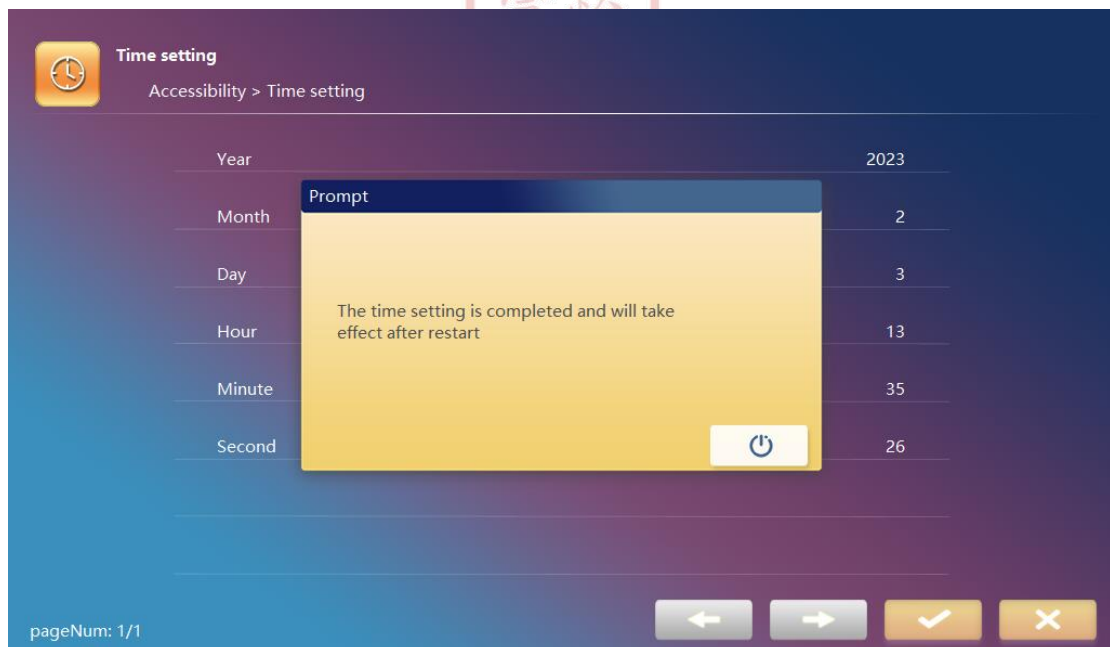 Time setting
Accessibility > Time setting
Year 2023
Prompt
Month 2
Day 3
The time setting is completed and will take
effect after restart
Hour 13
Minute 35
Second 26
pageNum: 1/1